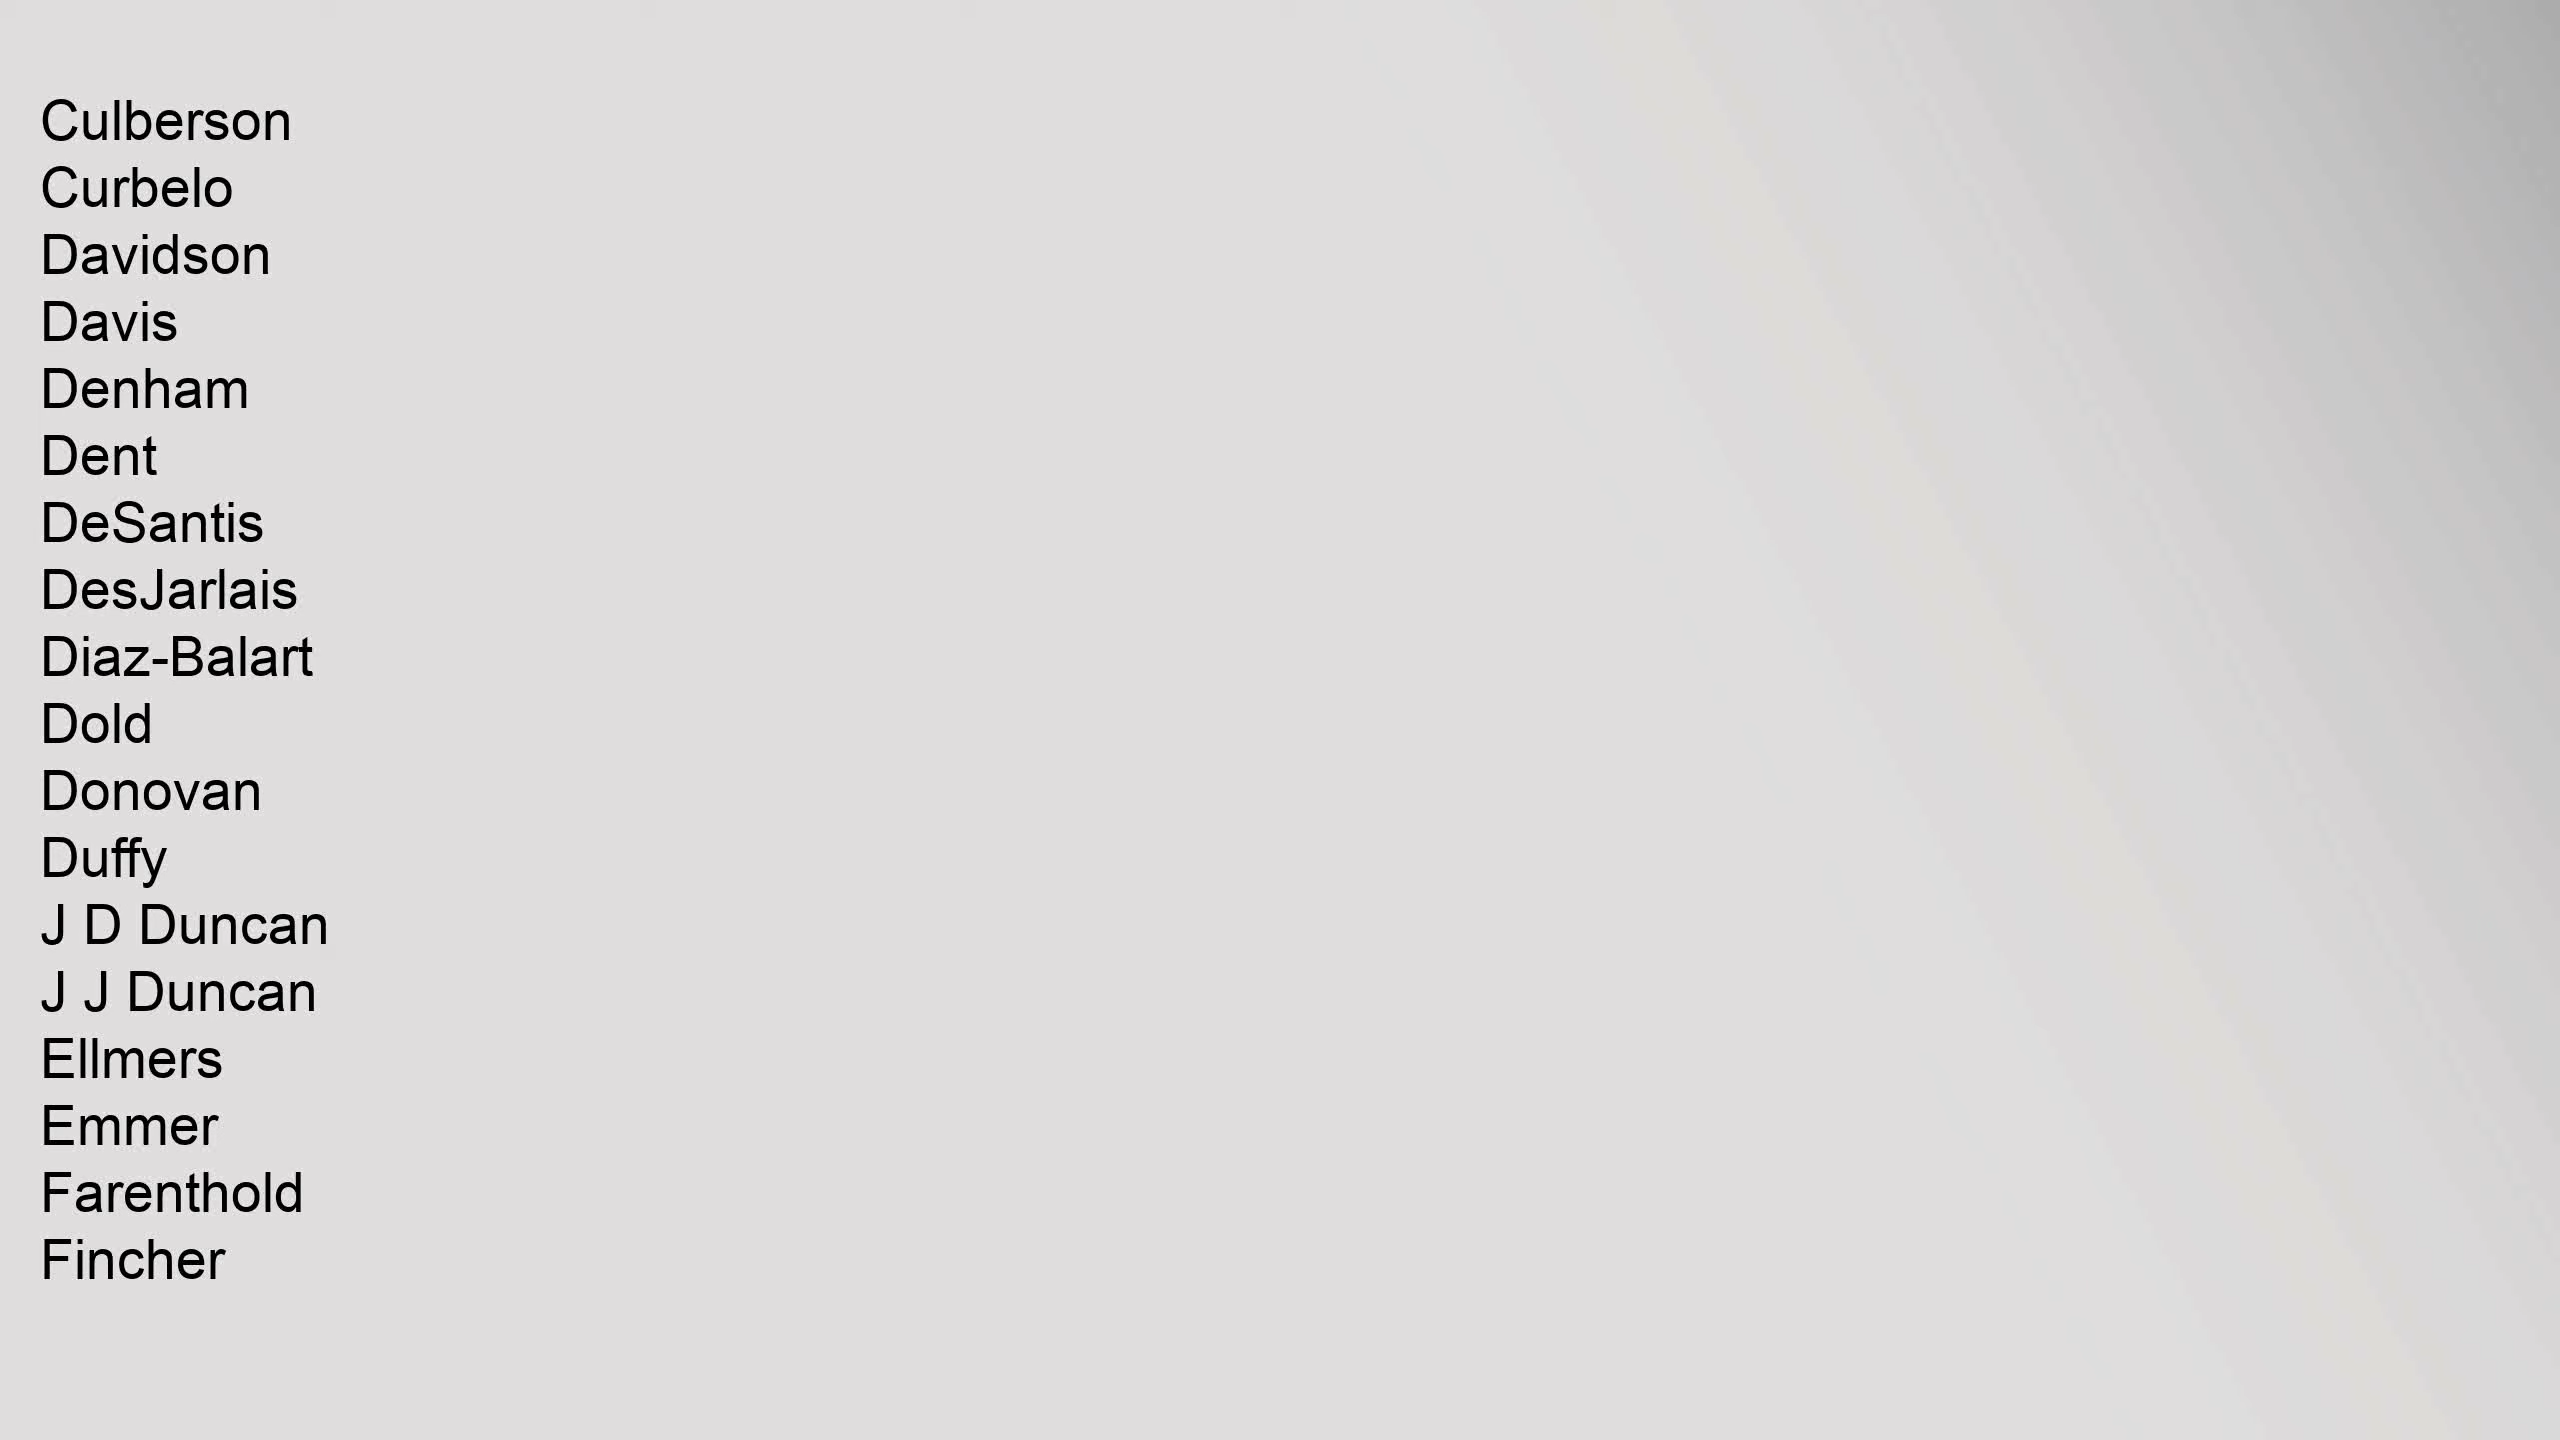 Culberson
Curbelo
Davidson
Davis
Denham
Dent
DeSantis
DesJarlais
Diaz-Balart
Dold
Donovan
Duffy
J D Duncan
J J Duncan
Ellmers
Emmer
Farenthold
Fincher